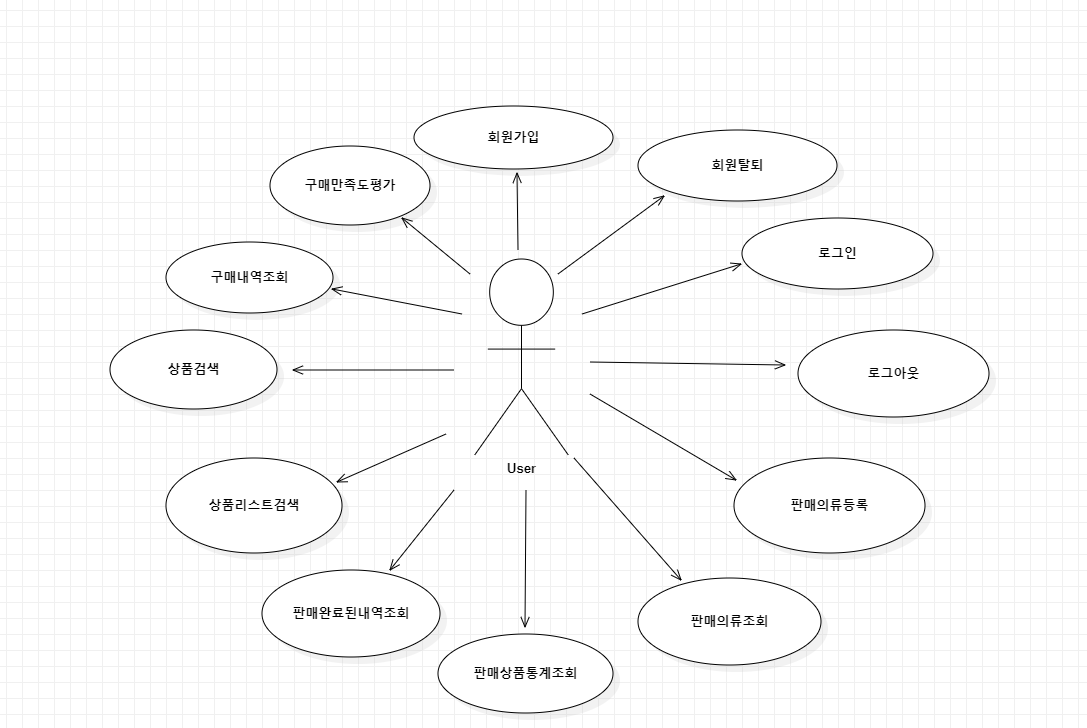 회원가입
회원탈퇴
구매만족도평가
로그인
구매내역조회
상품검색
로그아웃
User
상품리스트검색
판매의류등록
판매완료된내역조회
판매의류조회
판매상품통계조회